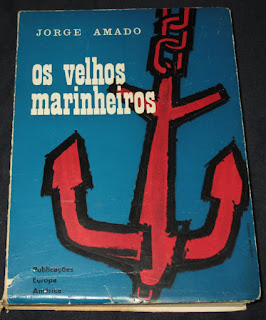 JORGE AMADO
os velhos
marinheiros
Publicações
Europa
América